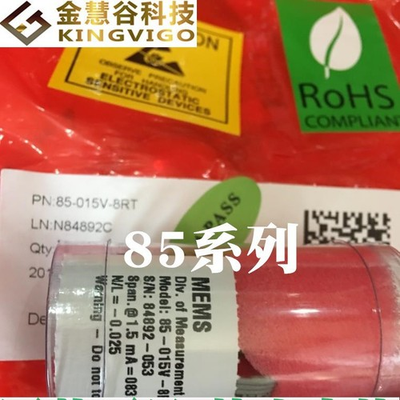 金慧谷科技
KINGVIGO
ION
OBSERVE PRECAUTION
FOR HANDLING
ELECTROSTATIC
SENSITIVE DEVICES
RoHS
COMPLIANT
PN:85-015V-8RT
LN:N84892C
Qty
201
PASS
85系列
MEMS
Div. of Measurement
Model: 85-015V-8
S/N: 84892-053
Span.@1.5 mA=083
N/L=-0.025
Warning - Do not to